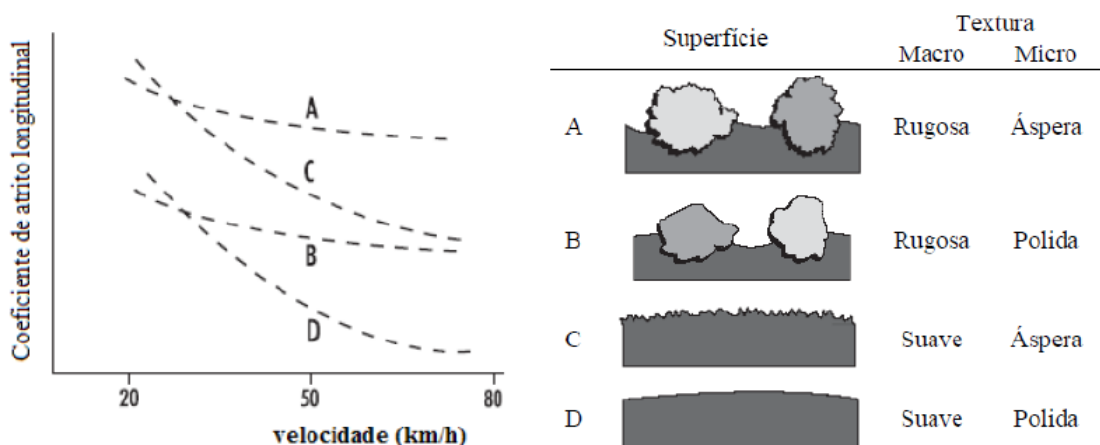 Coeficiente de atrito longitudinal
A
C
B
D
20
50
80
velocidade (km/h)
Superfície
Textura
Macro
Micro
A
Rugosa
Áspera
B
Rugosa
Polida
C
Suave
Áspera
D
Suave
Polida